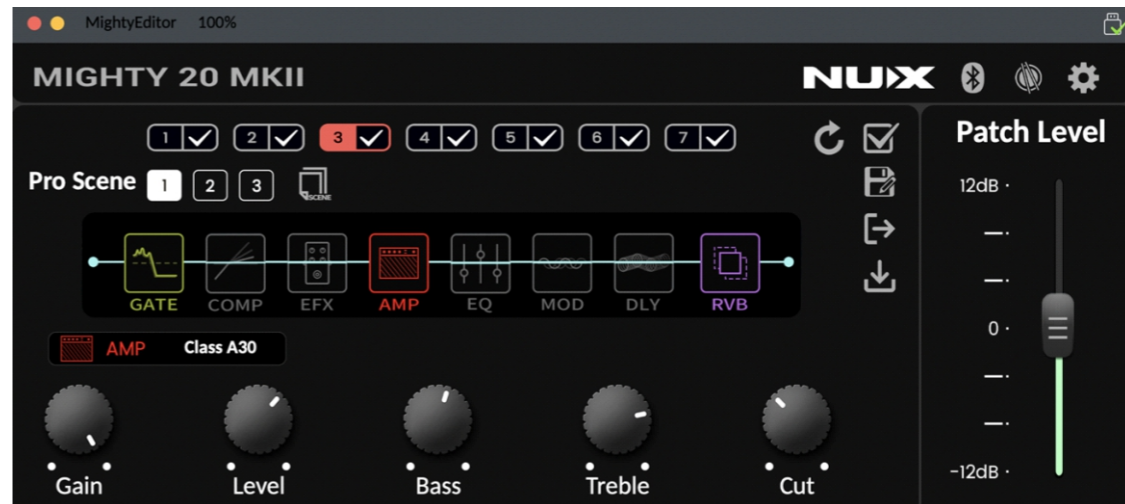 MightyEditor 100%
MIGHTY 20 MKII
NUX
1 2 3 4 5 6 7
Patch Level
Pro Scene 1 2 3
SCENE
12dB
GATE COMP EFX AMP EQ MOD DLY RVB
0
AMP Class A30
-12dB
Gain Level Bass Treble Cut